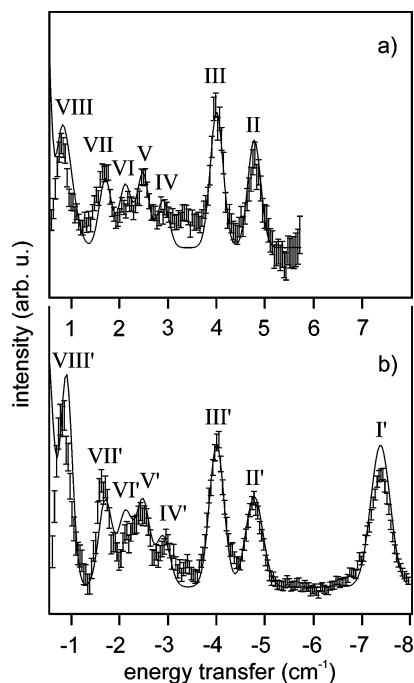 a)
III
VIII
II
VII
V
VI
IV
1 2 3 4 5 6 7
intensity (arb. u.)
b)
VIII'
I'
III'
VII'
V'
II'
VI'
IV'
-1 -2 -3 -4 -5 -6 -7 -8
energy transfer (cm-1)